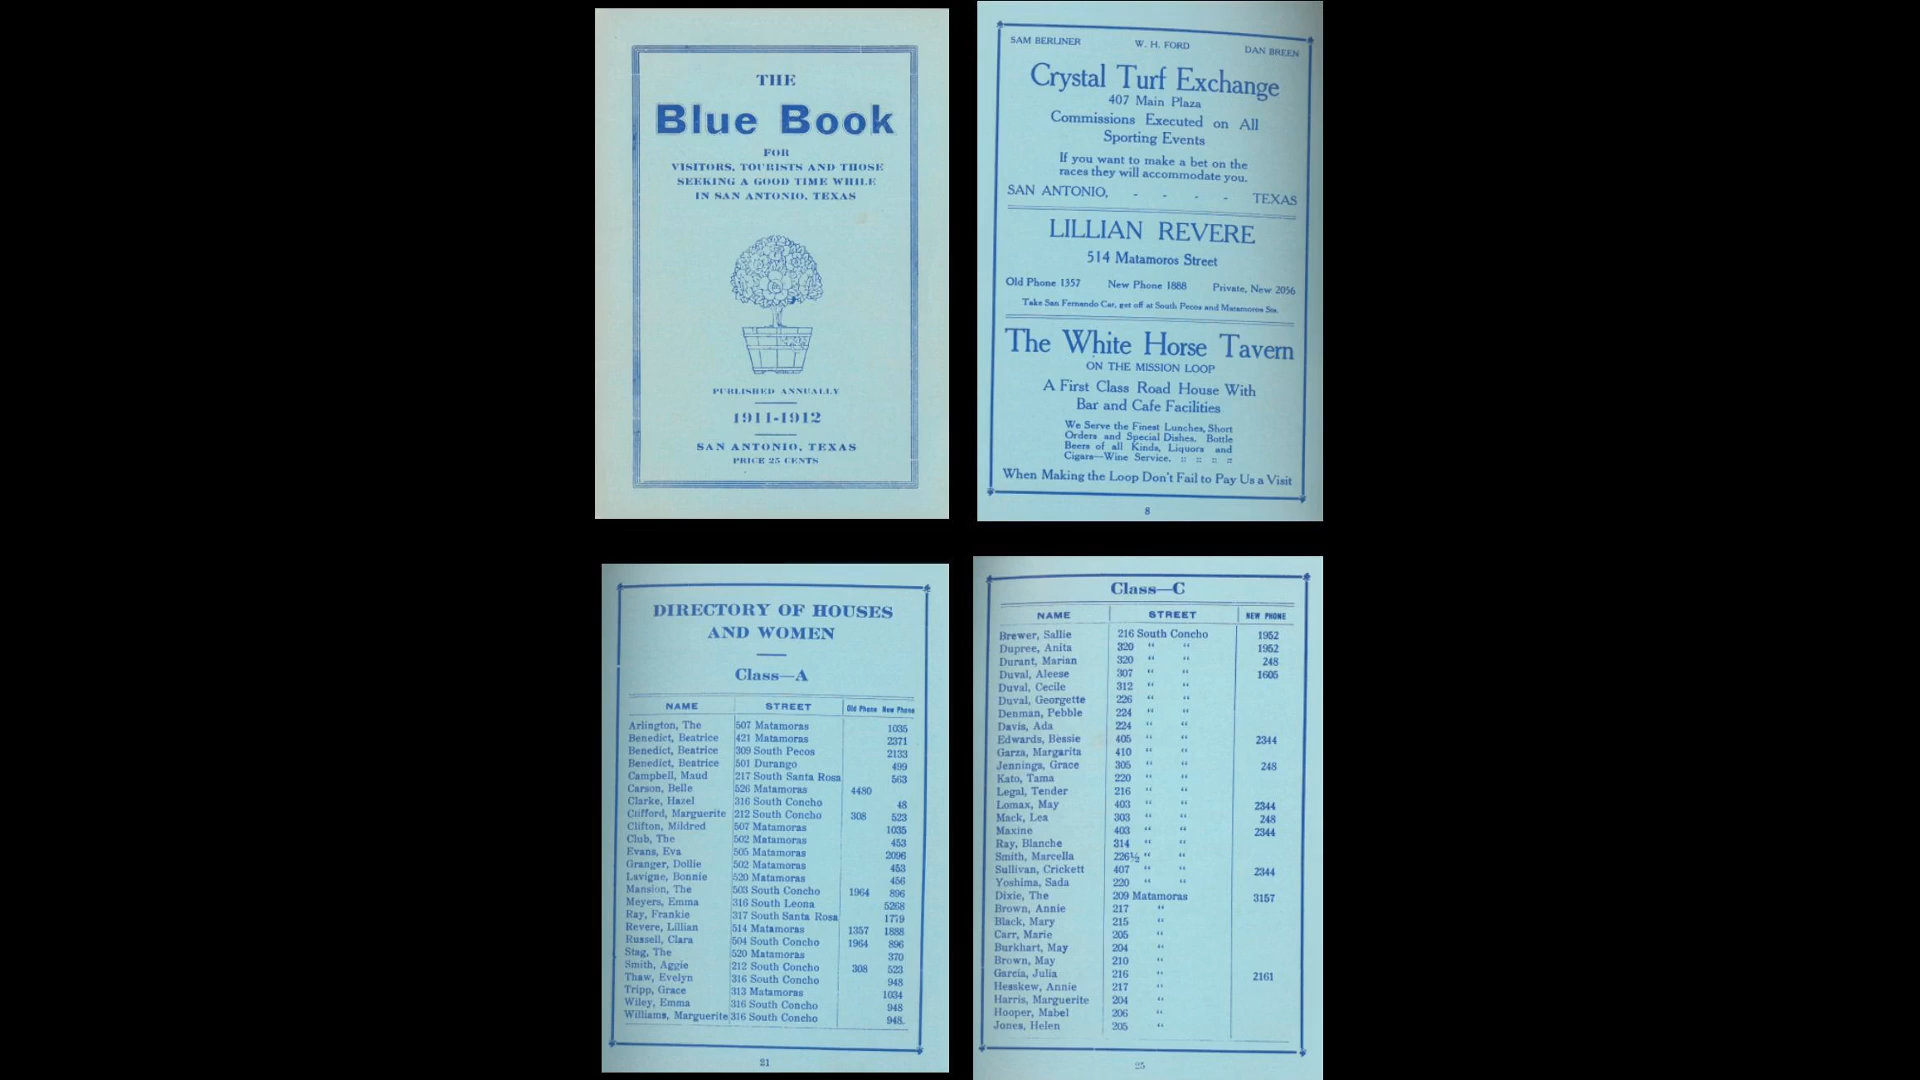 THE
Blue Book
FOR
VISITORS, TOURISTS AND THOSE
SEEKING A GOOD TIME WHILE
IN SAN ANTONIO, TEXAS
PUBLISHED ANNUALLY
1911-1912
SAN ANTONIO, TEXAS
PRICE 25 CENTS
SAM BERLINER W. H. FORD DAN BREEN
Crystal Turf Exchange
407 Main Plaza
Commissions Executed on All
Sporting Events
If you want to make a bet on the
races they will accommodate you.
SAN ANTONIO, - - - - TEXAS
LILLIAN REVERE
514 Matamoros Street
Old Phone 1357 New Phone 1888 Private, New 2056
Take San Fernando Car, get off at South Pecos and Matamoros Sts.
The White Horse Tavern
ON THE MISSION LOOP
A First Class Road House With
Bar and Cafe Facilities
We Serve the Finest Lunches, Short
Orders and Special Dishes. Bottle
Beers of all Kinds, Liquors and
Cigars—Wine Service. :: :: :: ::
When Making the Loop Don't Fail to Pay Us a Visit
8
DIRECTORY OF HOUSES
AND WOMEN
Class—A
NAME STREET Old Phone New Phone
Arlington, The 507 Matamoras 1035
Benedict, Beatrice 421 Matamoras 2371
Benedict, Beatrice 309 South Pecos 2133
Benedict, Beatrice 501 Durango 499
Campbell, Maud 217 South Santa Rosa 563
Carson, Belle 526 Matamoras 4480
Clarke, Hazel 316 South Concho 48
Clifford, Marguerite 212 South Concho 308 523
Clifton, Mildred 507 Matamoras 1035
Club, The 502 Matamoras 453
Evans, Eva 505 Matamoras 2096
Granger, Dollie 502 Matamoras 453
Lavigne, Bonnie 520 Matamoras 456
Mansion, The 503 South Concho 1964 896
Meyers, Emma 316 South Leona 5268
Ray, Frankie 317 South Santa Rosa 1779
Revere, Lillian 514 Matamoras 1357 1888
Russell, Clara 504 South Concho 1964 896
Stag, The 520 Matamoras 370
Smith, Aggie 212 South Concho 308 523
Thaw, Evelyn 316 South Concho 948
Tripp, Grace 313 Matamoras 1034
Wiley, Emma 316 South Concho 948
Williams, Marguerite 316 South Concho 948.
21
Class—C
NAME STREET NEW PHONE
Brewer, Sallie 216 South Concho 1952
Dupree, Anita 320 " " 1952
Durant, Marian 320 " " 248
Duval, Aleese 307 " " 1605
Duval, Cecile 312 " "
Duval, Georgette 226 " "
Denman, Pebble 224 " "
Davis, Ada 224 " "
Edwards, Bessie 405 " " 2344
Garza, Margarita 410 " "
Jennings, Grace 305 " " 248
Kato, Tama 220 " "
Legal, Tender 216 " "
Lomax, May 403 " " 2344
Mack, Lea 303 " " 248
Maxine 403 " " 2344
Ray, Blanche 314 " "
Smith, Marcella 226½ " "
Sullivan, Crickett 407 " " 2344
Yoshima, Sada 220 " "
Dixie, The 209 Matamoras 3157
Brown, Annie 217 "
Black, Mary 215 "
Carr, Marie 205 "
Burkhart, May 204 "
Brown, May 210 "
Garcia, Julia 216 " 2161
Hesskew, Annie 217 "
Harris, Marguerite 204 "
Hooper, Mabel 206 "
Jones, Helen 205 "
25